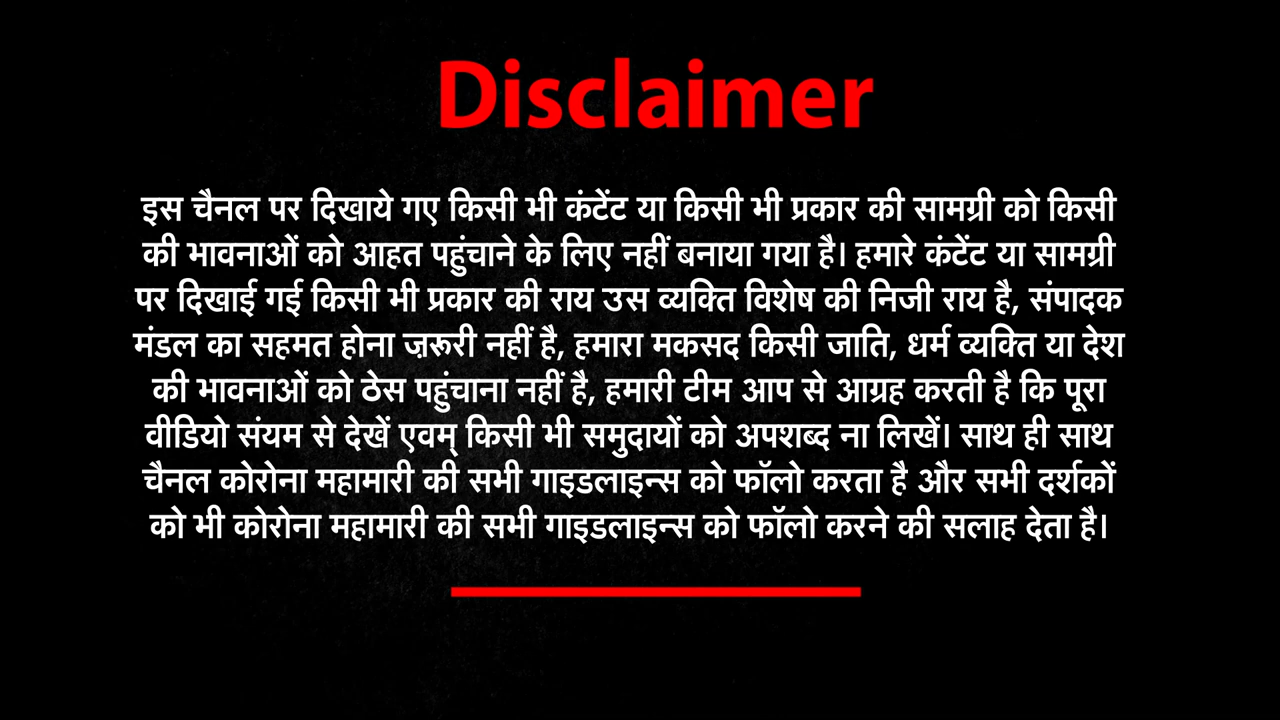 Disclaimer
इस चैनल पर दिखाये गए किसी भी कंटेंट या किसी भी प्रकार की सामग्री को किसी
की भावनाओं को आहत पहुंचाने के लिए नहीं बनाया गया है। हमारे कंटेंट या सामग्री
पर दिखाई गई किसी भी प्रकार की राय उस व्यक्ति विशेष की निजी राय है, संपादक
मंडल का सहमत होना ज़रूरी नहीं है, हमारा मकसद किसी जाति, धर्म व्यक्ति या देश
की भावनाओं को ठेस पहुंचाना नहीं है, हमारी टीम आप से आग्रह करती है कि पूरा
वीडियो संयम से देखें एवम् किसी भी समुदायों को अपशब्द ना लिखें। साथ ही साथ
चैनल कोरोना महामारी की सभी गाइडलाइन्स को फॉलो करता है और सभी दर्शकों
को भी कोरोना महामारी की सभी गाइडलाइन्स को फॉलो करने की सलाह देता है।